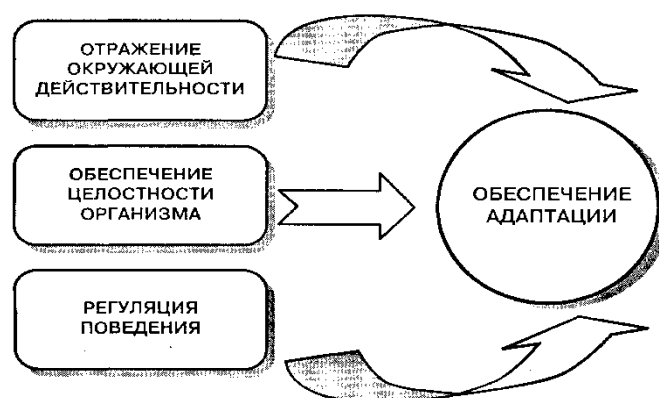 ОТРАЖЕНИЕ
ОКРУЖАЮЩЕЙ
ДЕЙСТВИТЕЛЬНОСТИ
ОБЕСПЕЧЕНИЕ
ЦЕЛОСТНОСТИ
ОРГАНИЗМА
РЕГУЛЯЦИЯ
ПОВЕДЕНИЯ
ОБЕСПЕЧЕНИЕ
АДАПТАЦИИ